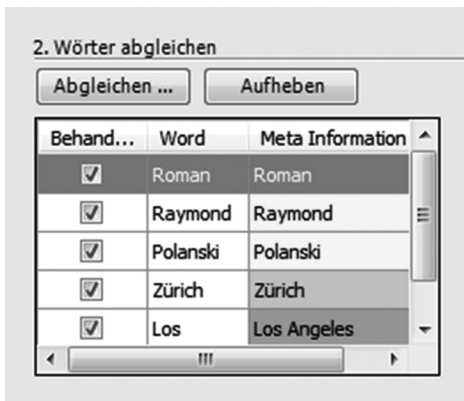 2. Wörter abgleichen
Abgleichen ... Aufheben
Behand... Word Meta Information
Roman Roman
Raymond Raymond
Polanski Polanski
Zürich Zürich
Los Los Angeles